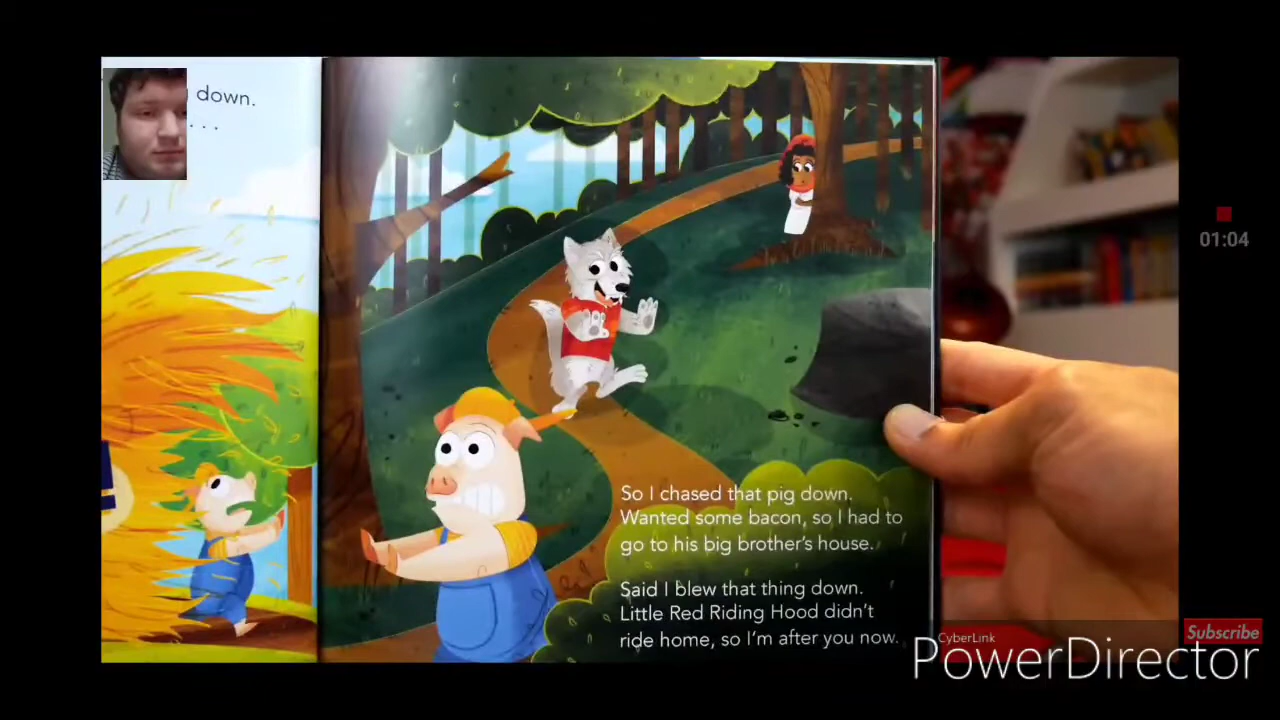 down.
...
So I chased that pig down.
Wanted some bacon, so I had to
go to his big brother's house.
Said I blew that thing down.
Little Red Riding Hood didn't
ride home, so I'm after you now.
01:04
Subscribe
CyberLink
PowerDirector